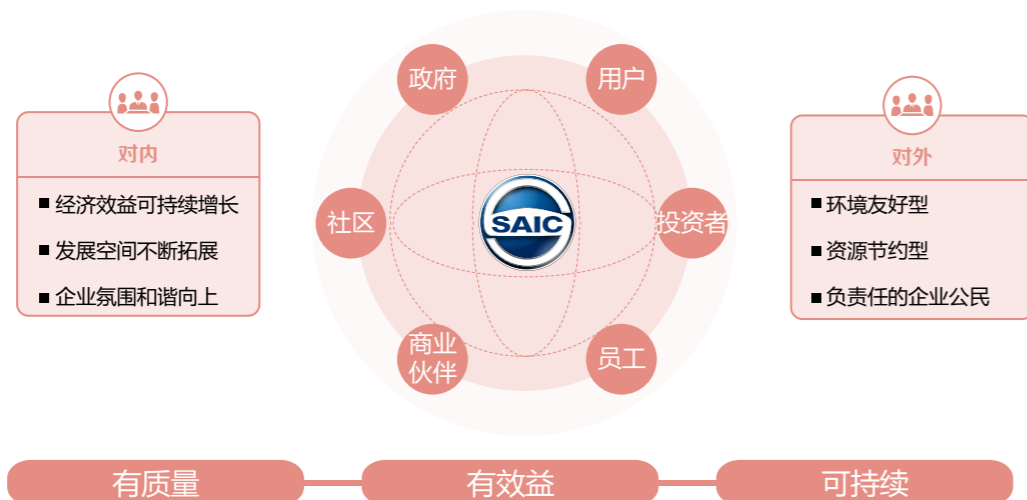 对内
■ 经济效益可持续增长
■ 发展空间不断拓展
■ 企业氛围和谐向上
政府
用户
社区
SAIC
投资者
商业
伙伴
员工
对外
■ 环境友好型
■ 资源节约型
■ 负责任的企业公民
有质量
有效益
可持续